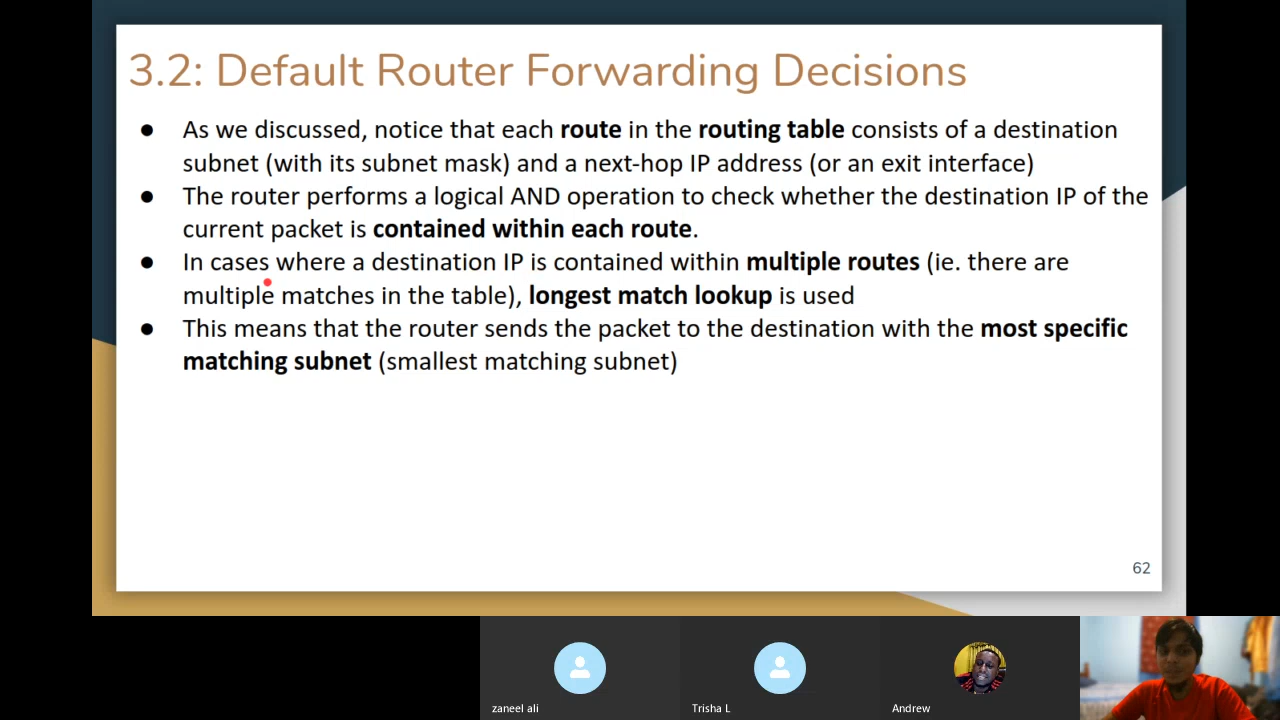 3.2: Default Router Forwarding Decisions
● As we discussed, notice that each route in the routing table consists of a destination
subnet (with its subnet mask) and a next-hop IP address (or an exit interface)
● The router performs a logical AND operation to check whether the destination IP of the
current packet is contained within each route.
● In cases where a destination IP is contained within multiple routes (ie. there are
multiple matches in the table), longest match lookup is used
● This means that the router sends the packet to the destination with the most specific
matching subnet (smallest matching subnet)
62
zaneel ali
Trisha L
Andrew